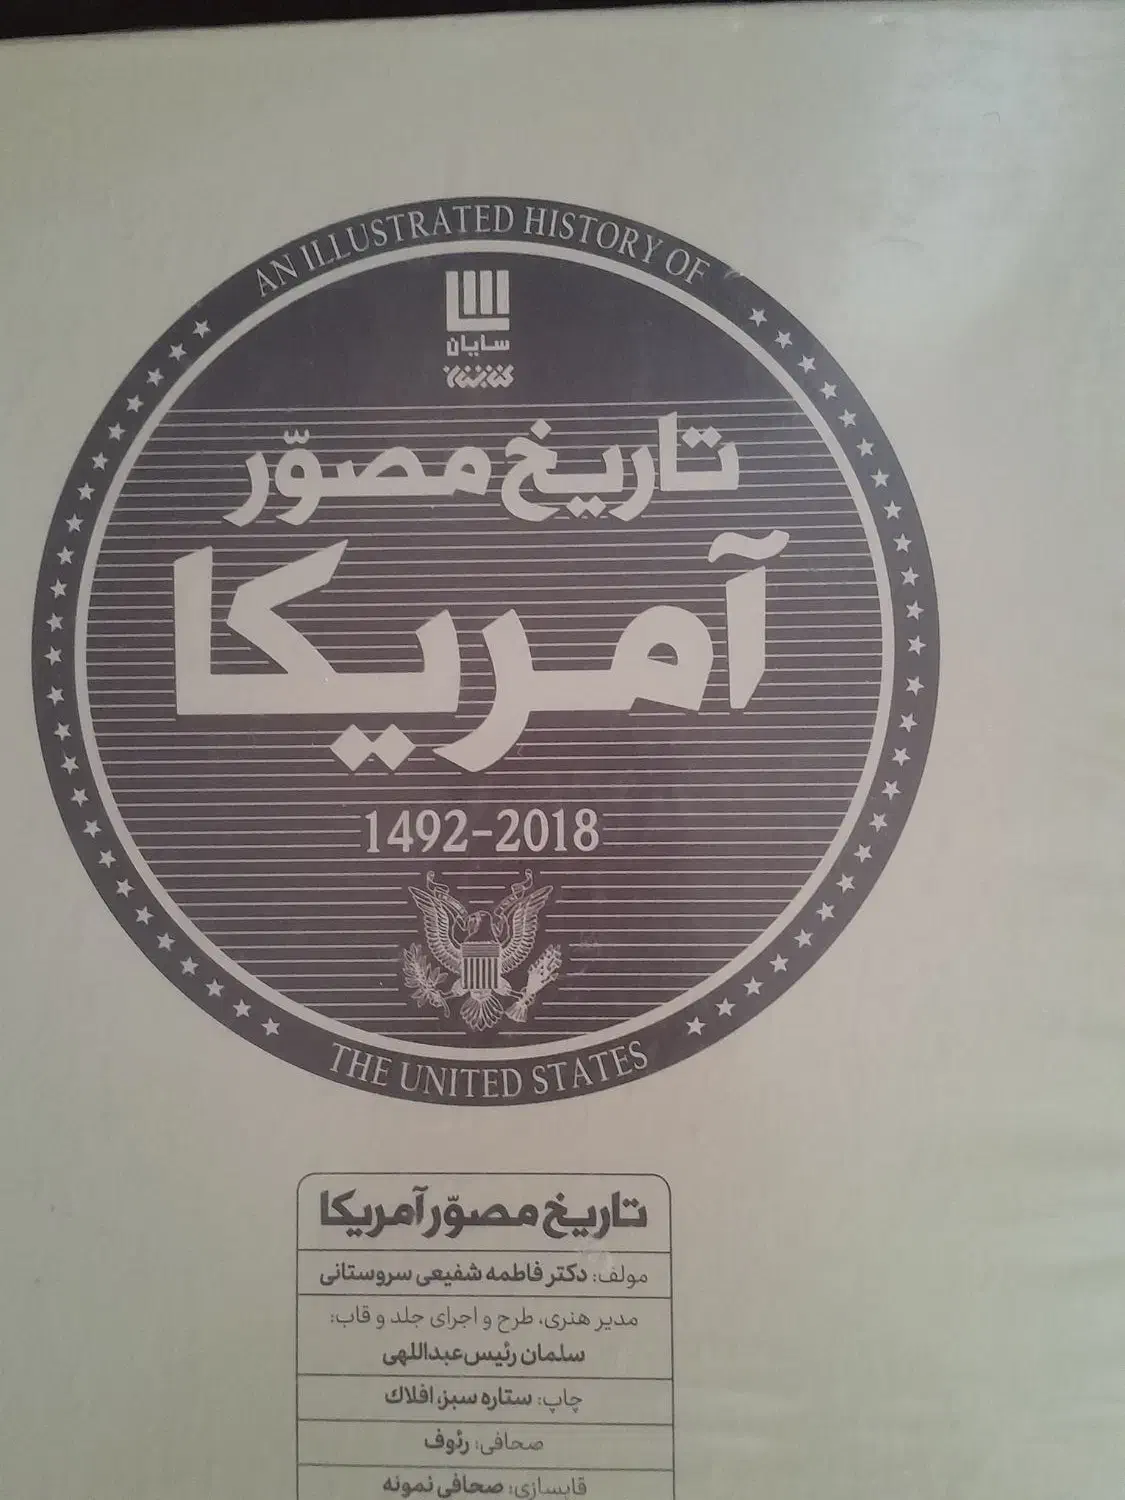 AN ILLUSTRATED HISTORY OF
سایان
تاریخ مصوّر
آمریکا
1492-2018
THE UNITED STATES
تاریخ مصوّر آمریکا
مولف: دکتر فاطمه شفیعی سروستانی
مدیر هنری، طرح و اجرای جلد و قاب:
سلمان رئیس‌عبداللهی
چاپ: ستاره سبز، افلاک
صحافی: رئوف
قابسازی: صحافی نمونه